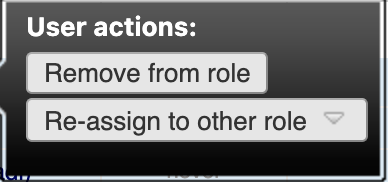 User actions:
Remove from role
Re-assign to other role